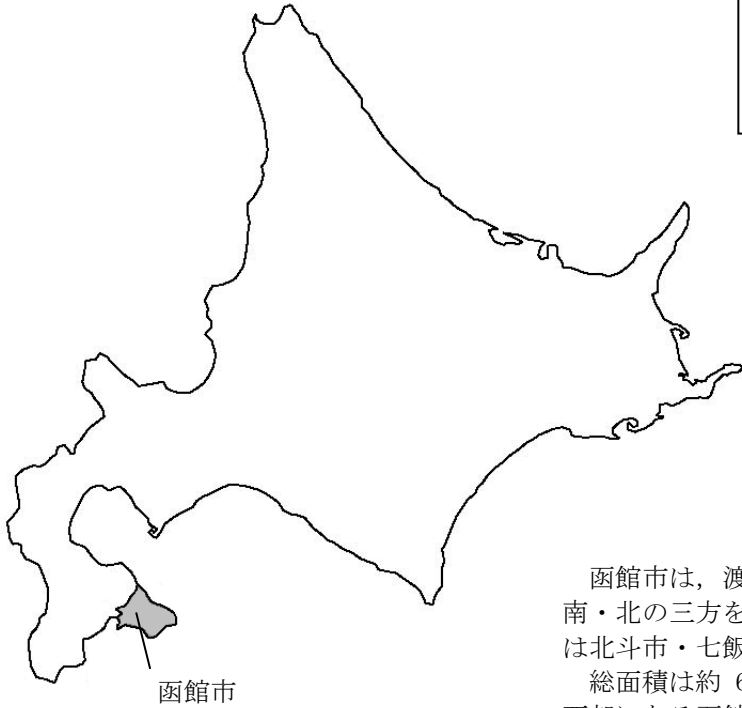 函館市
函館市は，渡
南・北の三方を
は北斗市・七飯
総面積は約 6